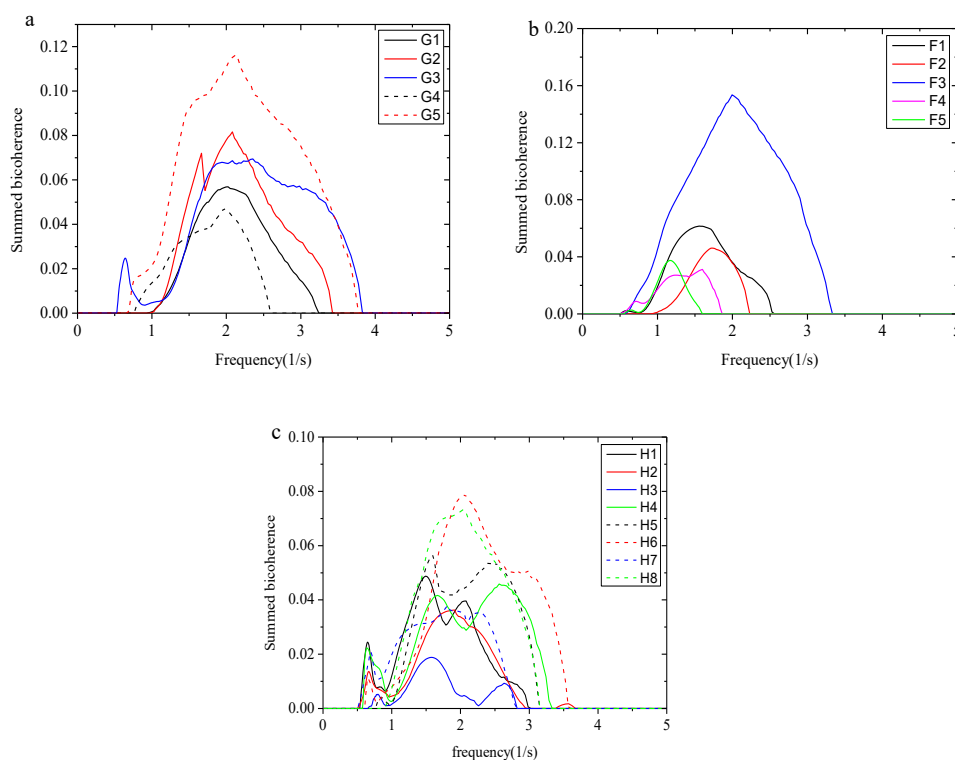 a
0.12
0.10
0.08
0.06
0.04
0.02
0.00
Summed bicoherence
0 1 2 3 4 5
Frequency(1/s)
G1
G2
G3
G4
G5
b
0.20
0.16
0.12
0.08
0.04
0.00
Summed bicoherence
0 1 2 3 4 5
Frequency(1/s)
F1
F2
F3
F4
F5
c
0.10
0.08
0.06
0.04
0.02
0.00
Summed bicoherence
0 1 2 3 4 5
frequency(1/s)
H1
H2
H3
H4
H5
H6
H7
H8